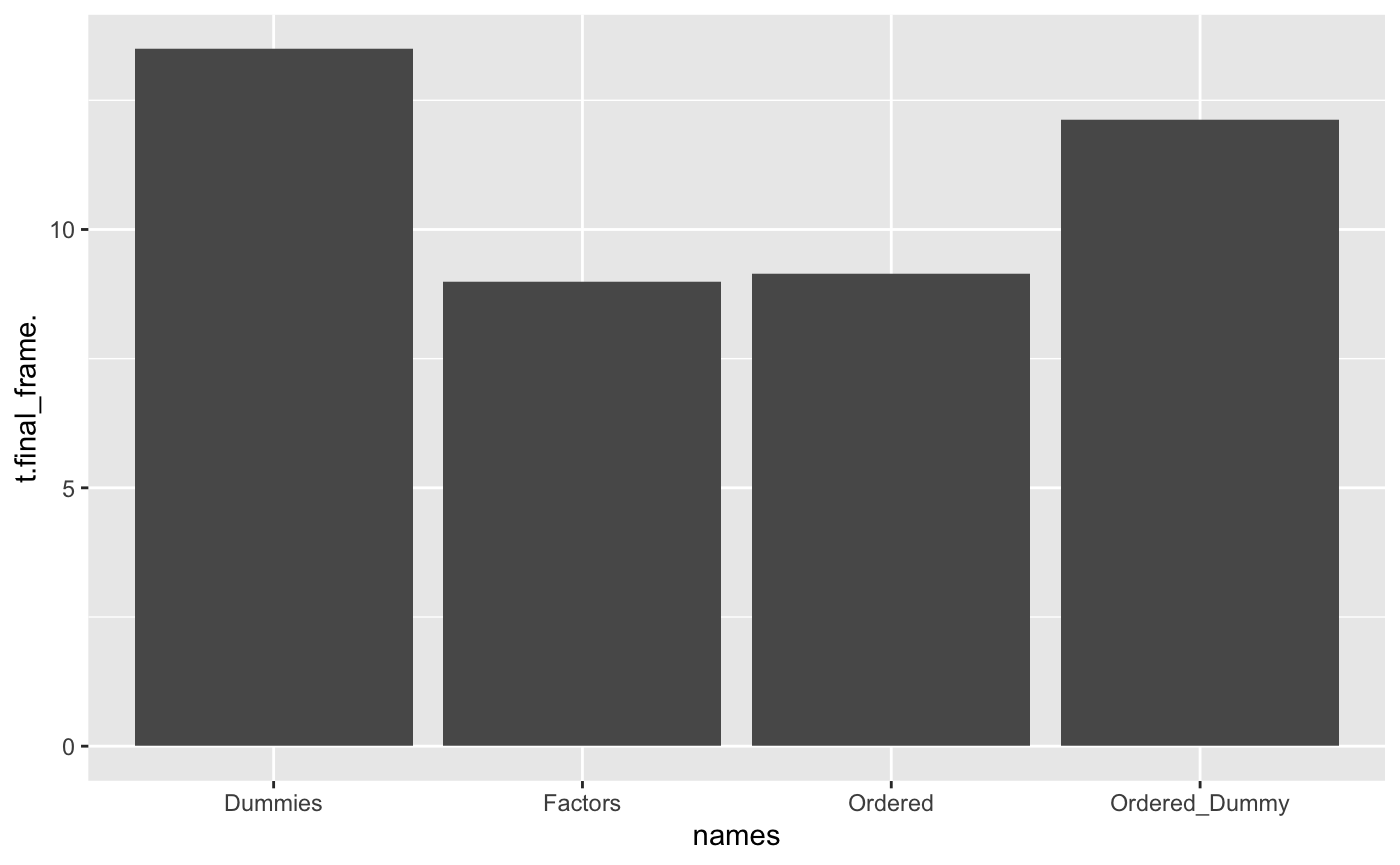 t.final_frame.
10
5
0
Dummies
Factors
Ordered
Ordered_Dummy
names